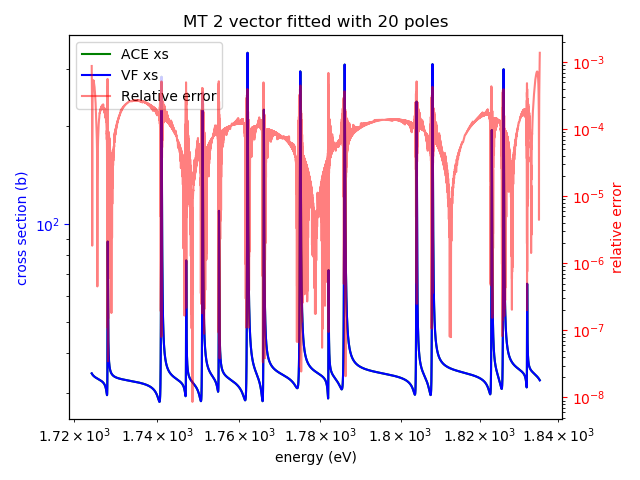 MT 2 vector fitted with 20 poles
ACE xs
VF xs
Relative error
cross section (b)
10²
10⁻³
10⁻⁴
10⁻⁵
10⁻⁶
10⁻⁷
10⁻⁸
relative error
1.72 × 10³ 1.74 × 10³ 1.76 × 10³ 1.78 × 10³ 1.8 × 10³ 1.82 × 10³ 1.84 × 10³
energy (eV)